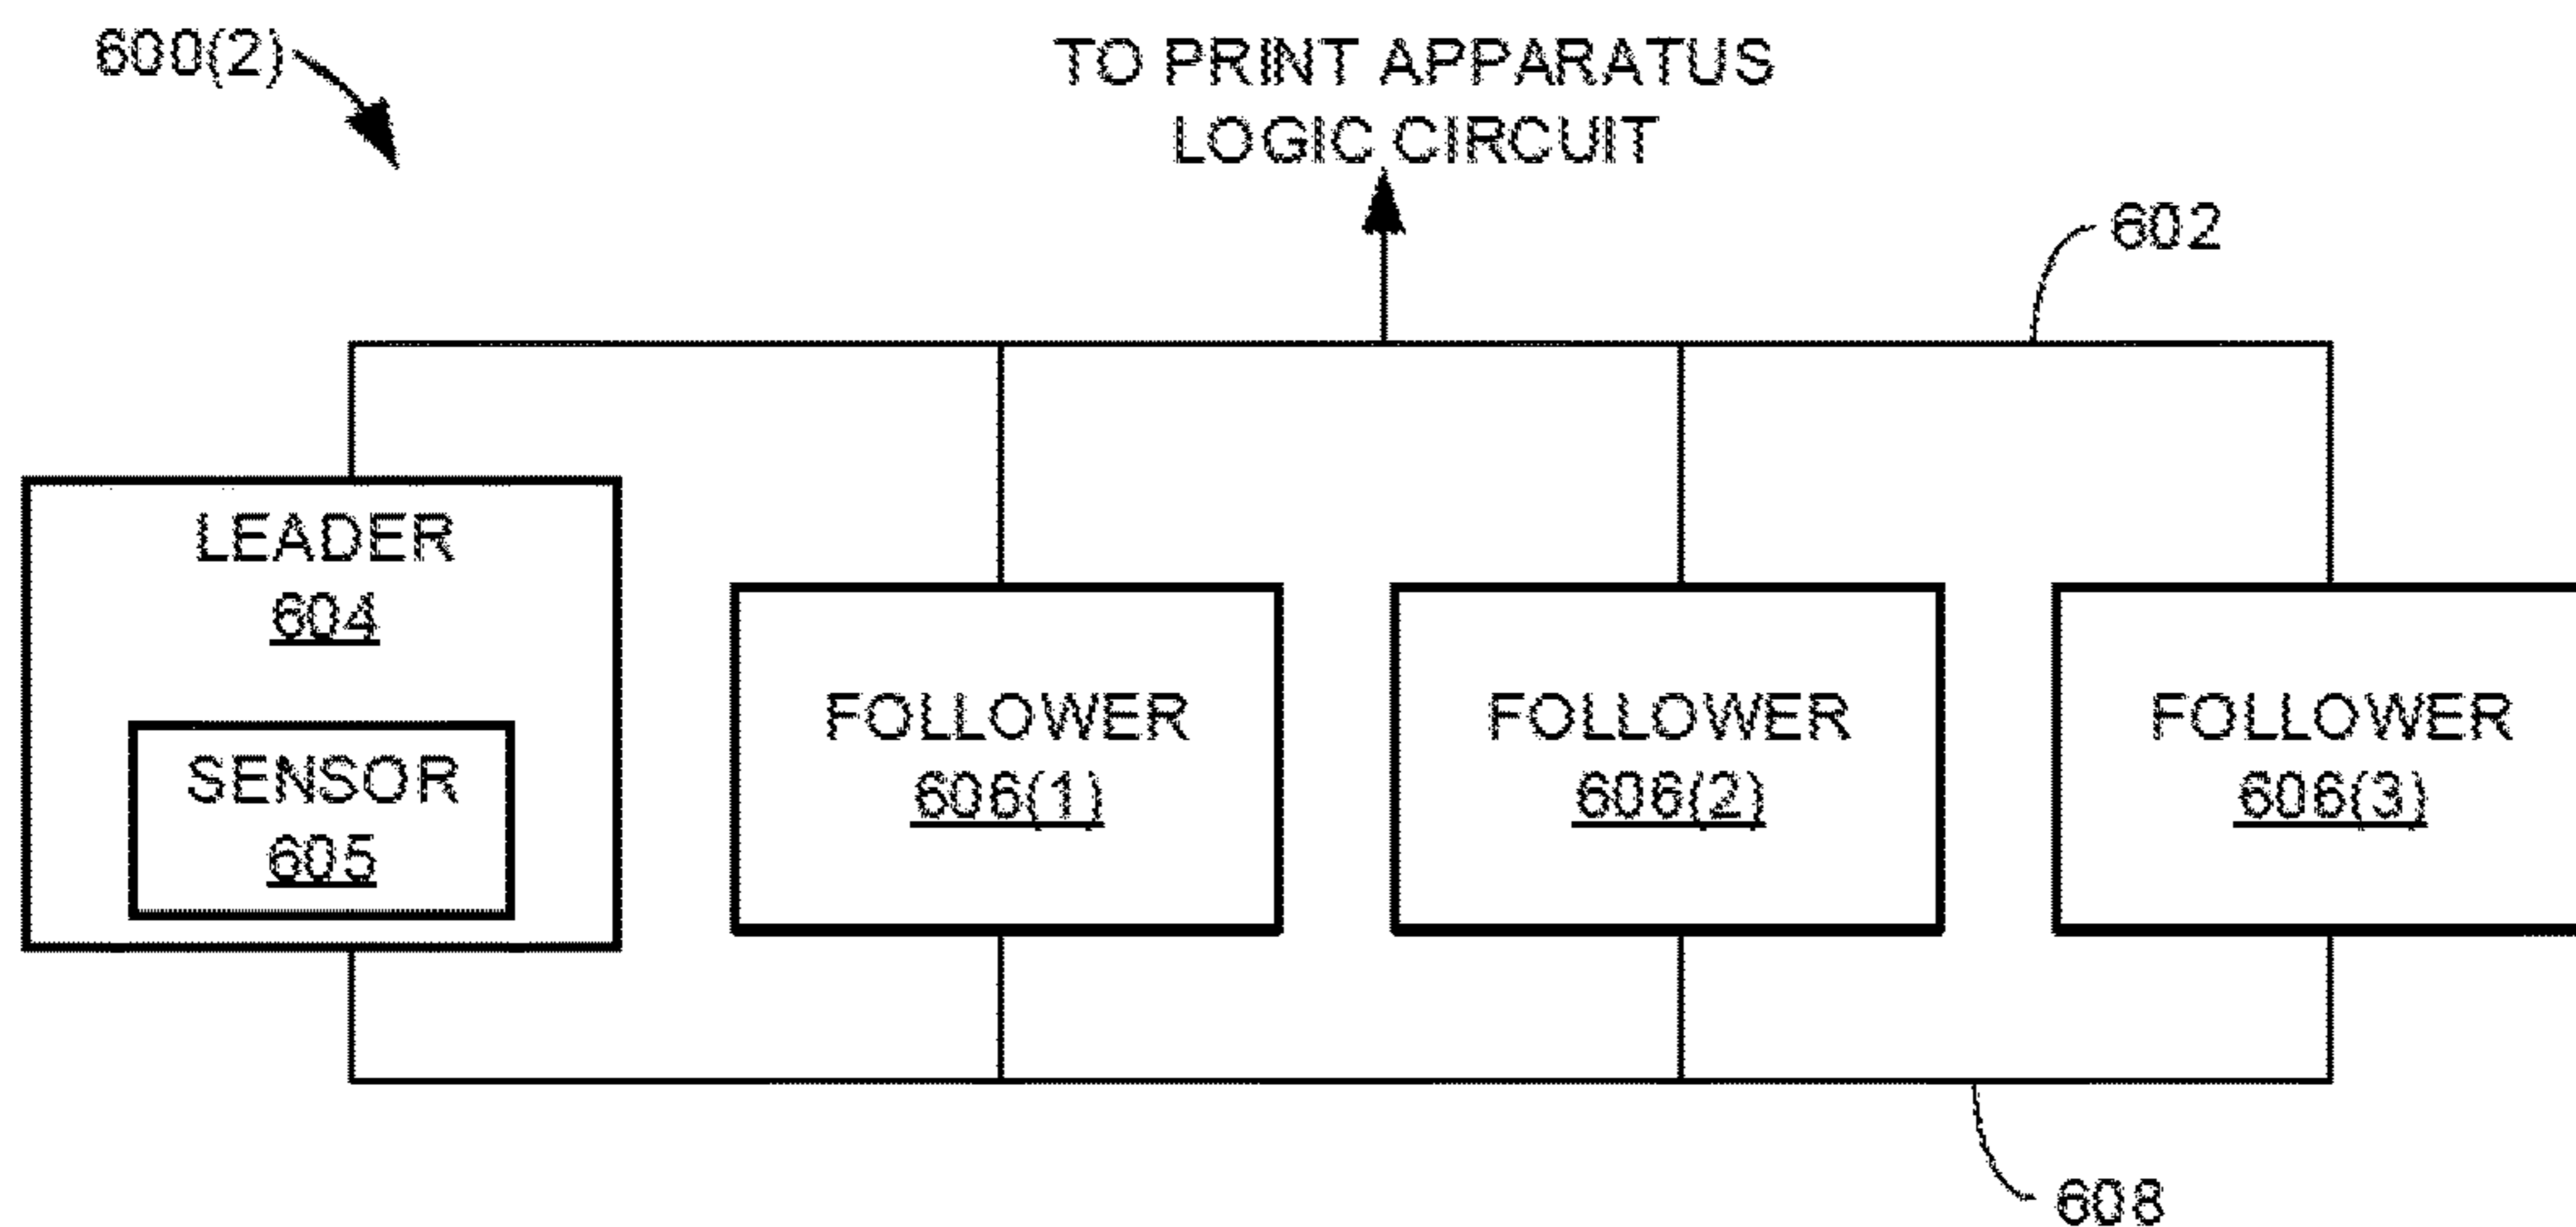 600(2)
TO PRINT APPARATUS
LOGIC CIRCUIT
602
LEADER
604
SENSOR
605
FOLLOWER
606(1)
FOLLOWER
606(2)
FOLLOWER
606(3)
608